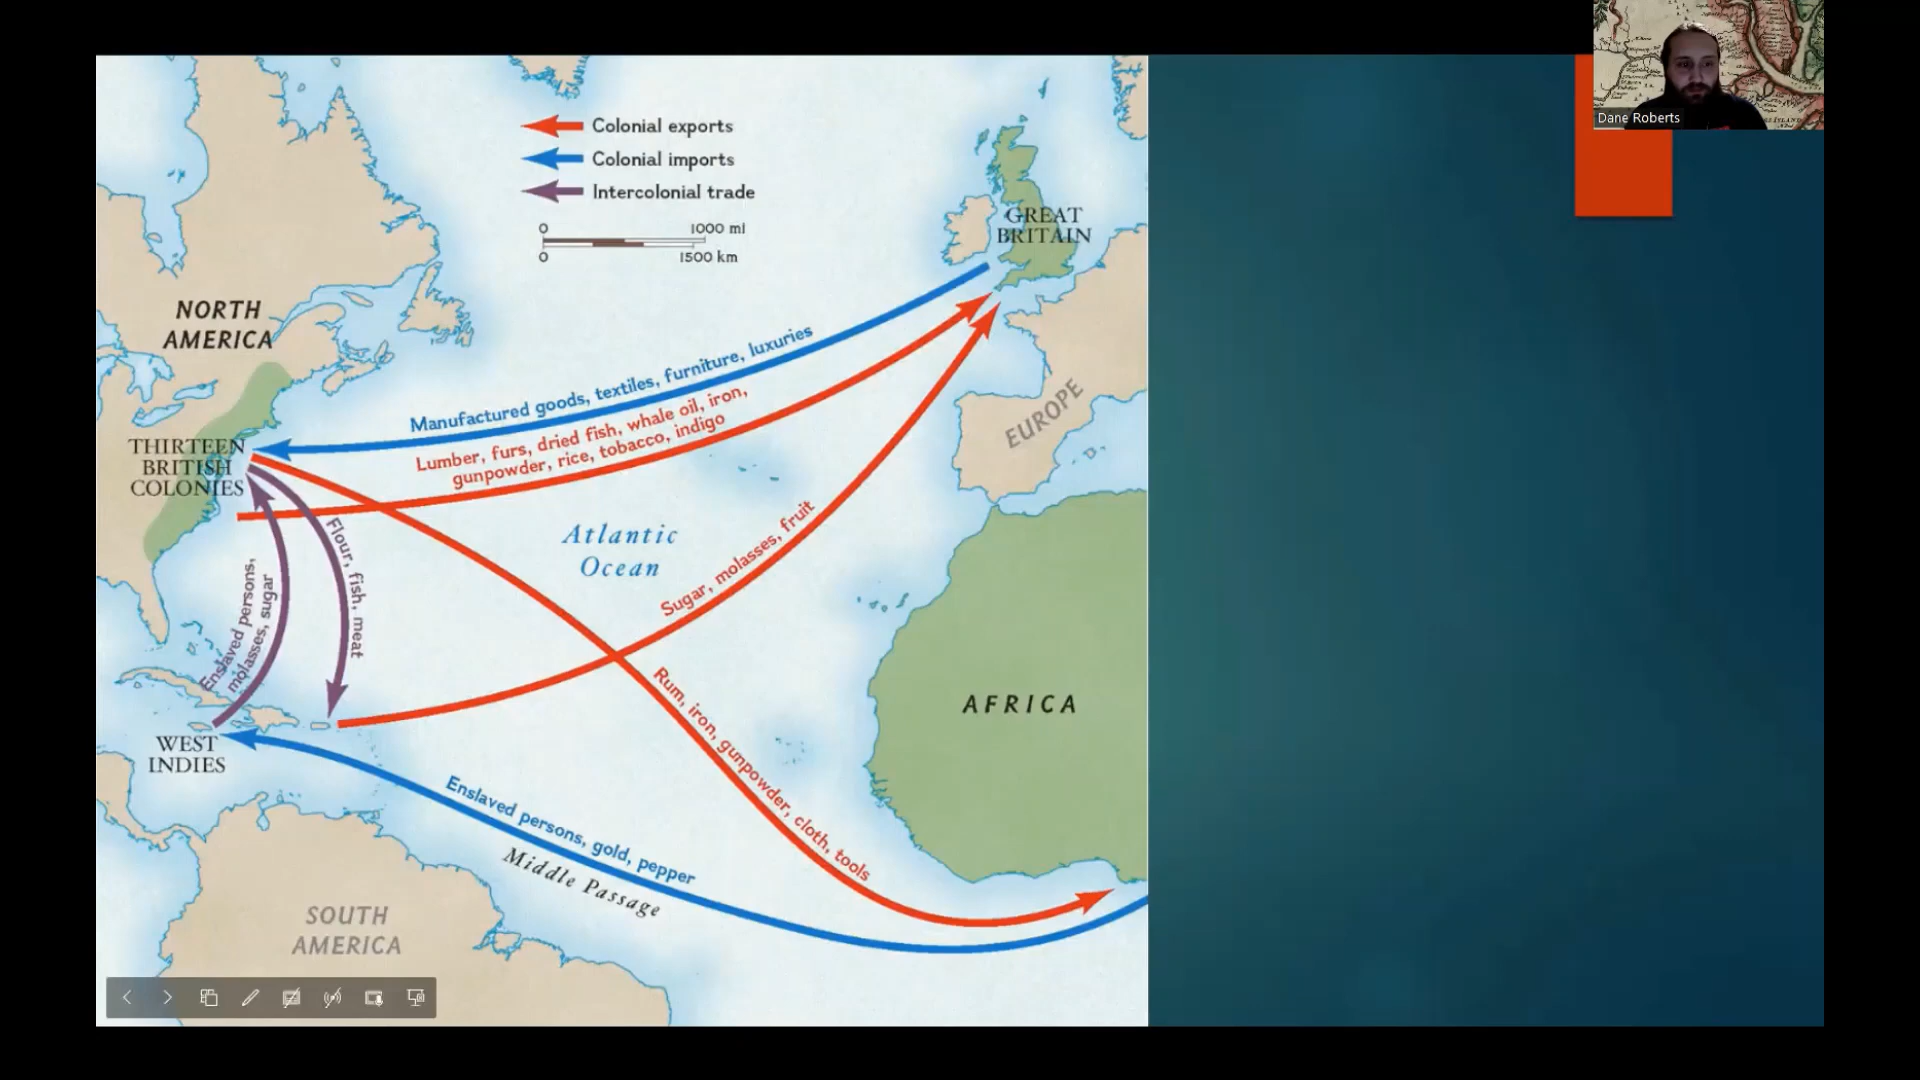 Dane Roberts
Colonial exports
Colonial imports
Intercolonial trade
0 1000 mi
0 1500 km
GREAT
BRITAIN
NORTH
AMERICA
Manufactured goods, textiles, furniture, luxuries
Lumber, furs, dried fish, whale oil, iron,
gunpowder, rice, tobacco, indigo
EUROPE
THIRTEEN
BRITISH
COLONIES
Atlantic
Ocean
Flour, fish, meat
Enslaved persons,
molasses, sugar
Sugar, molasses, fruit
Rum, iron, gunpowder, cloth, tools
AFRICA
WEST
INDIES
Enslaved persons, gold, pepper
Middle Passage
SOUTH
AMERICA